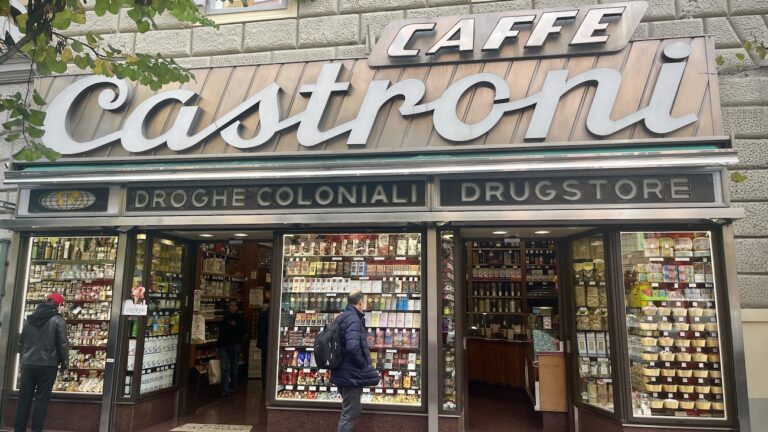 CAFFE
Castroni
DROGHE COLONIALI DRUGSTORE